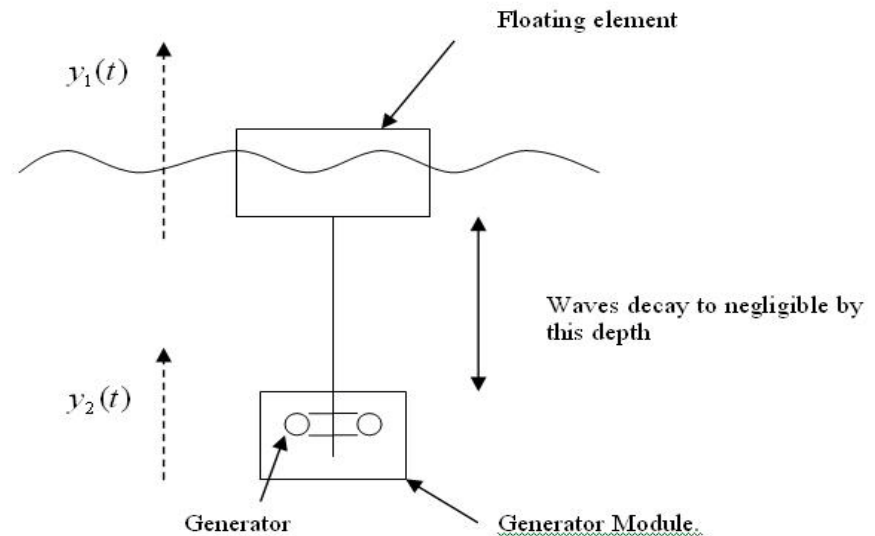 Floating element
y₁(t)
Waves decay to negligible by
this depth
y₂(t)
Generator
Generator Module.